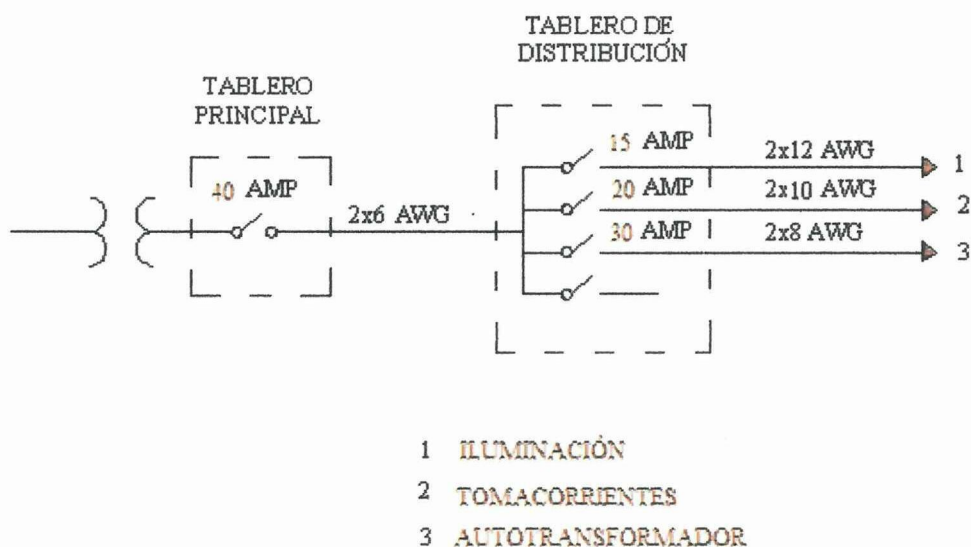 TABLERO DE
DISTRIBUCIÓN
TABLERO
PRINCIPAL
40 AMP
2x6 AWG
15 AMP
2x12 AWG
1
20 AMP
2x10 AWG
2
30 AMP
2x8 AWG
3
1 ILUMINACIÓN
2 TOMACORRIENTES
3 AUTOTRANSFORMADOR